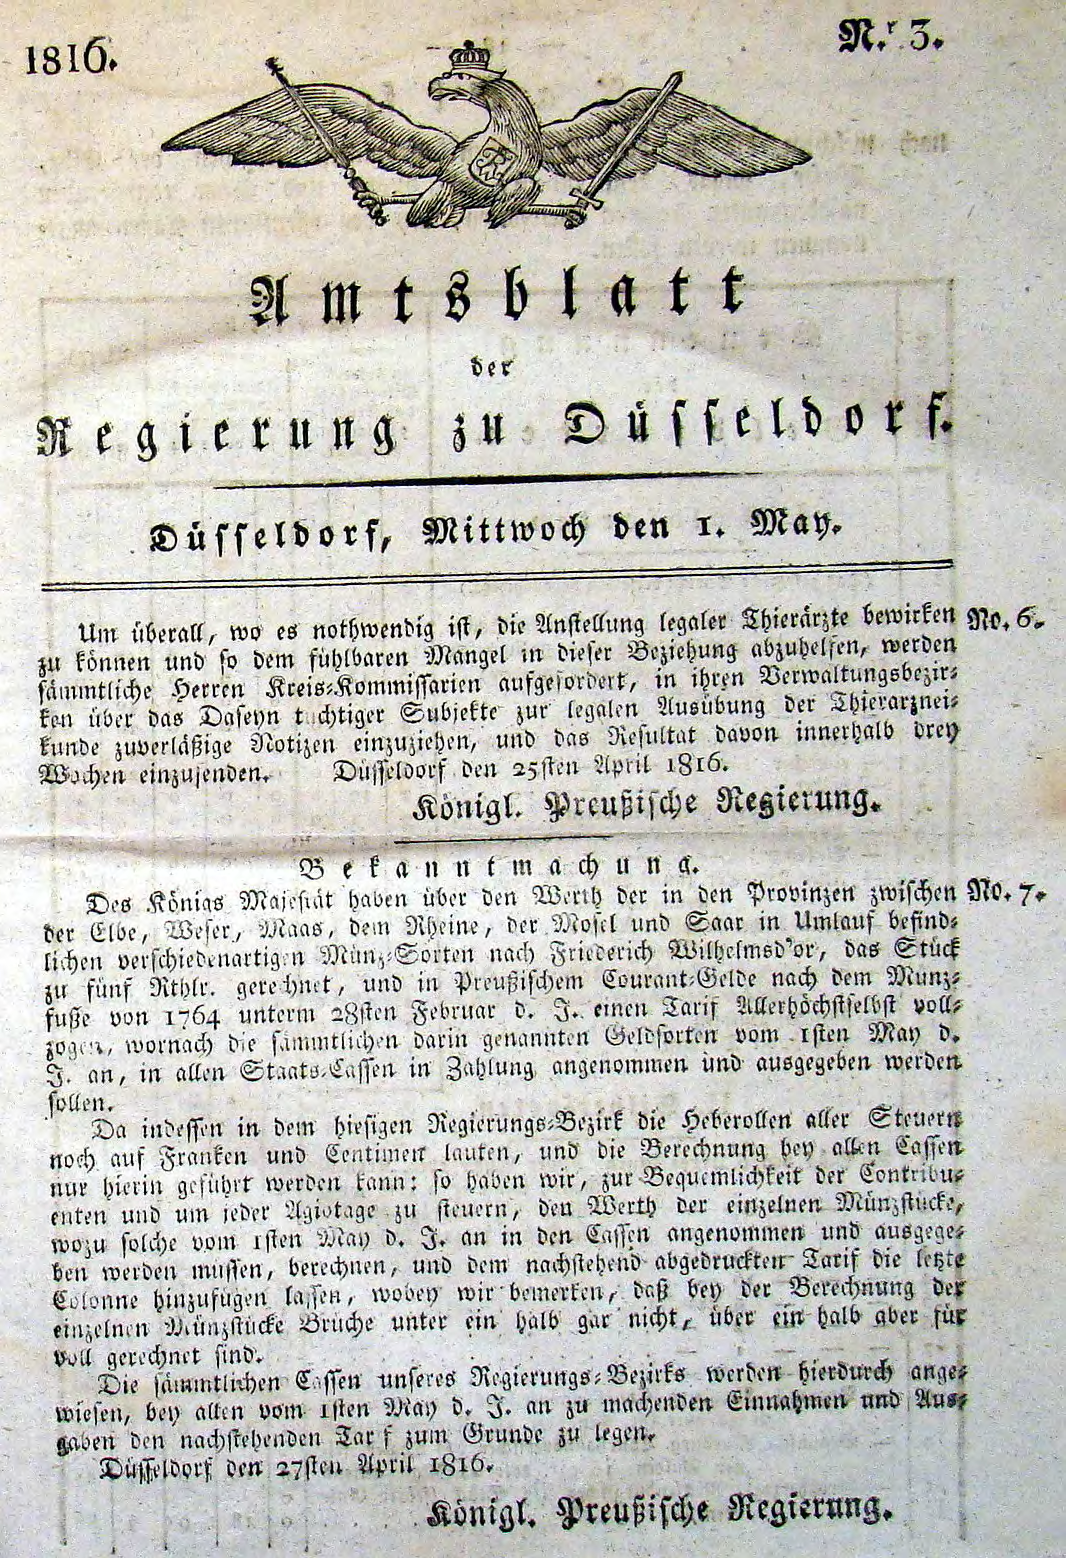 1816.
N.r 3.
FRW
Amtsblatt
der
Regierung zu Düsseldorf.
Düsseldorf, Mittwoch den 1. May.
Um überall, wo es nothwendig ist, die Anstellung legaler Thierärzte bewirken No. 6.
zu können und so dem fühlbaren Mangel in dieser Beziehung abzuhelfen, werden
sämmtliche Herren Kreis-Kommissarien aufgefordert, in ihren Verwaltungsbezir-
ken über das Daseyn tuchtiger Subjekte zur legalen Ausübung der Thierarznei-
kunde zuverläßige Notizen einzuziehen, und das Resultat davon innerhalb drey
Wochen einzusenden. Düsseldorf den 25sten April 1816.
Königl. Preußische Regierung.
Bekanntmachung.
Des Königs Majestät haben über den Werth der in den Provinzen zwischen No. 7.
der Elbe, Weser, Maas, dem Rheine, der Mosel und Saar in Umlauf befind-
lichen verschiedenartigen Münz-Sorten nach Friederich Wilhelmsd'or, das Stück
zu fünf Rthlr. gerechnet, und in Preußischem Courant-Gelde nach dem Münz-
fuße von 1764 unterm 28sten Februar d. J. einen Tarif Allerhöchstselbst voll-
zogen, wornach die sämmtlichen darin genannten Geldsorten vom 1sten May d.
J. an, in allen Staats-Cassen in Zahlung angenommen und ausgegeben werden
sollen.
Da indessen in dem hiesigen Regierungs-Bezirk die Heberollen aller Steuern
noch auf Franken und Centimen lauten, und die Berechnung bey allen Cassen
nur hierin geführt werden kann: so haben wir, zur Bequemlichkeit der Contribu-
enten und um jeder Agiotage zu steuern, den Werth der einzelnen Münzstücke,
wozu solche vom 1sten May d. J. an in den Cassen angenommen und ausgege-
ben werden müssen, berechnen, und dem nachstehend abgedruckten Tarif die letzte
Colonne hinzufügen lassen, wobey wir bemerken, daß bey der Berechnung der
einzelnen Münzstücke Brüche unter ein halb gar nicht, über ein halb aber für
voll gerechnet sind.
Die sämmtlichen Cassen unseres Regierungs-Bezirks werden hierdurch ange-
wiesen, bey allen vom 1sten May d. J. an zu machenden Einnahmen und Aus-
gaben den nachstehenden Tarif zum Grunde zu legen.
Düsseldorf den 27sten April 1816.
Königl. Preußische Regierung.